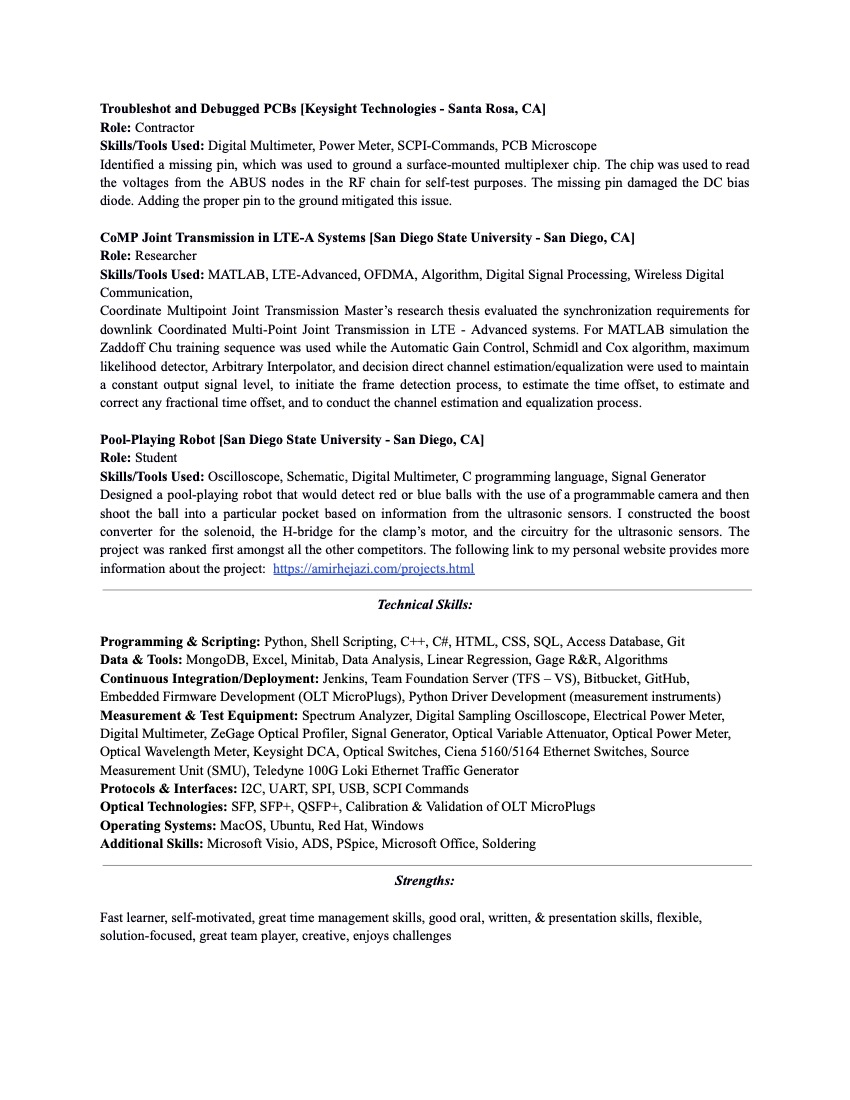 Troubleshot and Debugged PCBs [Keysight Technologies - Santa Rosa, CA]
Role: Contractor
Skills/Tools Used: Digital Multimeter, Power Meter, SCPI-Commands, PCB Microscope
Identified a missing pin, which was used to ground a surface-mounted multiplexer chip. The chip was used to read
the voltages from the ABUS nodes in the RF chain for self-test purposes. The missing pin damaged the DC bias
diode. Adding the proper pin to the ground mitigated this issue.
CoMP Joint Transmission in LTE-A Systems [San Diego State University - San Diego, CA]
Role: Researcher
Skills/Tools Used: MATLAB, LTE-Advanced, OFDMA, Algorithm, Digital Signal Processing, Wireless Digital
Communication,
Coordinate Multipoint Joint Transmission Master's research thesis evaluated the synchronization requirements for
downlink Coordinated Multi-Point Joint Transmission in LTE - Advanced systems. For MATLAB simulation the
Zaddoff Chu training sequence was used while the Automatic Gain Control, Schmidl and Cox algorithm, maximum
likelihood detector, Arbitrary Interpolator, and decision direct channel estimation/equalization were used to maintain
a constant output signal level, to initiate the frame detection process, to estimate the time offset, to estimate and
correct any fractional time offset, and to conduct the channel estimation and equalization process.
Pool-Playing Robot [San Diego State University - San Diego, CA]
Role: Student
Skills/Tools Used: Oscilloscope, Schematic, Digital Multimeter, C programming language, Signal Generator
Designed a pool-playing robot that would detect red or blue balls with the use of a programmable camera and then
shoot the ball into a particular pocket based on information from the ultrasonic sensors. I constructed the boost
converter for the solenoid, the H-bridge for the clamp's motor, and the circuitry for the ultrasonic sensors. The
project was ranked first amongst all the other competitors. The following link to my personal website provides more
information about the project: https://amirhejazi.com/projects.html
Technical Skills:
Programming & Scripting: Python, Shell Scripting, C++, C#, HTML, CSS, SQL, Access Database, Git
Data & Tools: MongoDB, Excel, Minitab, Data Analysis, Linear Regression, Gage R&R, Algorithms
Continuous Integration/Deployment: Jenkins, Team Foundation Server (TFS – VS), Bitbucket, GitHub,
Embedded Firmware Development (OLT MicroPlugs), Python Driver Development (measurement instruments)
Measurement & Test Equipment: Spectrum Analyzer, Digital Sampling Oscilloscope, Electrical Power Meter,
Digital Multimeter, ZeGage Optical Profiler, Signal Generator, Optical Variable Attenuator, Optical Power Meter,
Optical Wavelength Meter, Keysight DCA, Optical Switches, Ciena 5160/5164 Ethernet Switches, Source
Measurement Unit (SMU), Teledyne 100G Loki Ethernet Traffic Generator
Protocols & Interfaces: I2C, UART, SPI, USB, SCPI Commands
Optical Technologies: SFP, SFP+, QSFP+, Calibration & Validation of OLT MicroPlugs
Operating Systems: MacOS, Ubuntu, Red Hat, Windows
Additional Skills: Microsoft Visio, ADS, PSpice, Microsoft Office, Soldering
Strengths:
Fast learner, self-motivated, great time management skills, good oral, written, & presentation skills, flexible,
solution-focused, great team player, creative, enjoys challenges